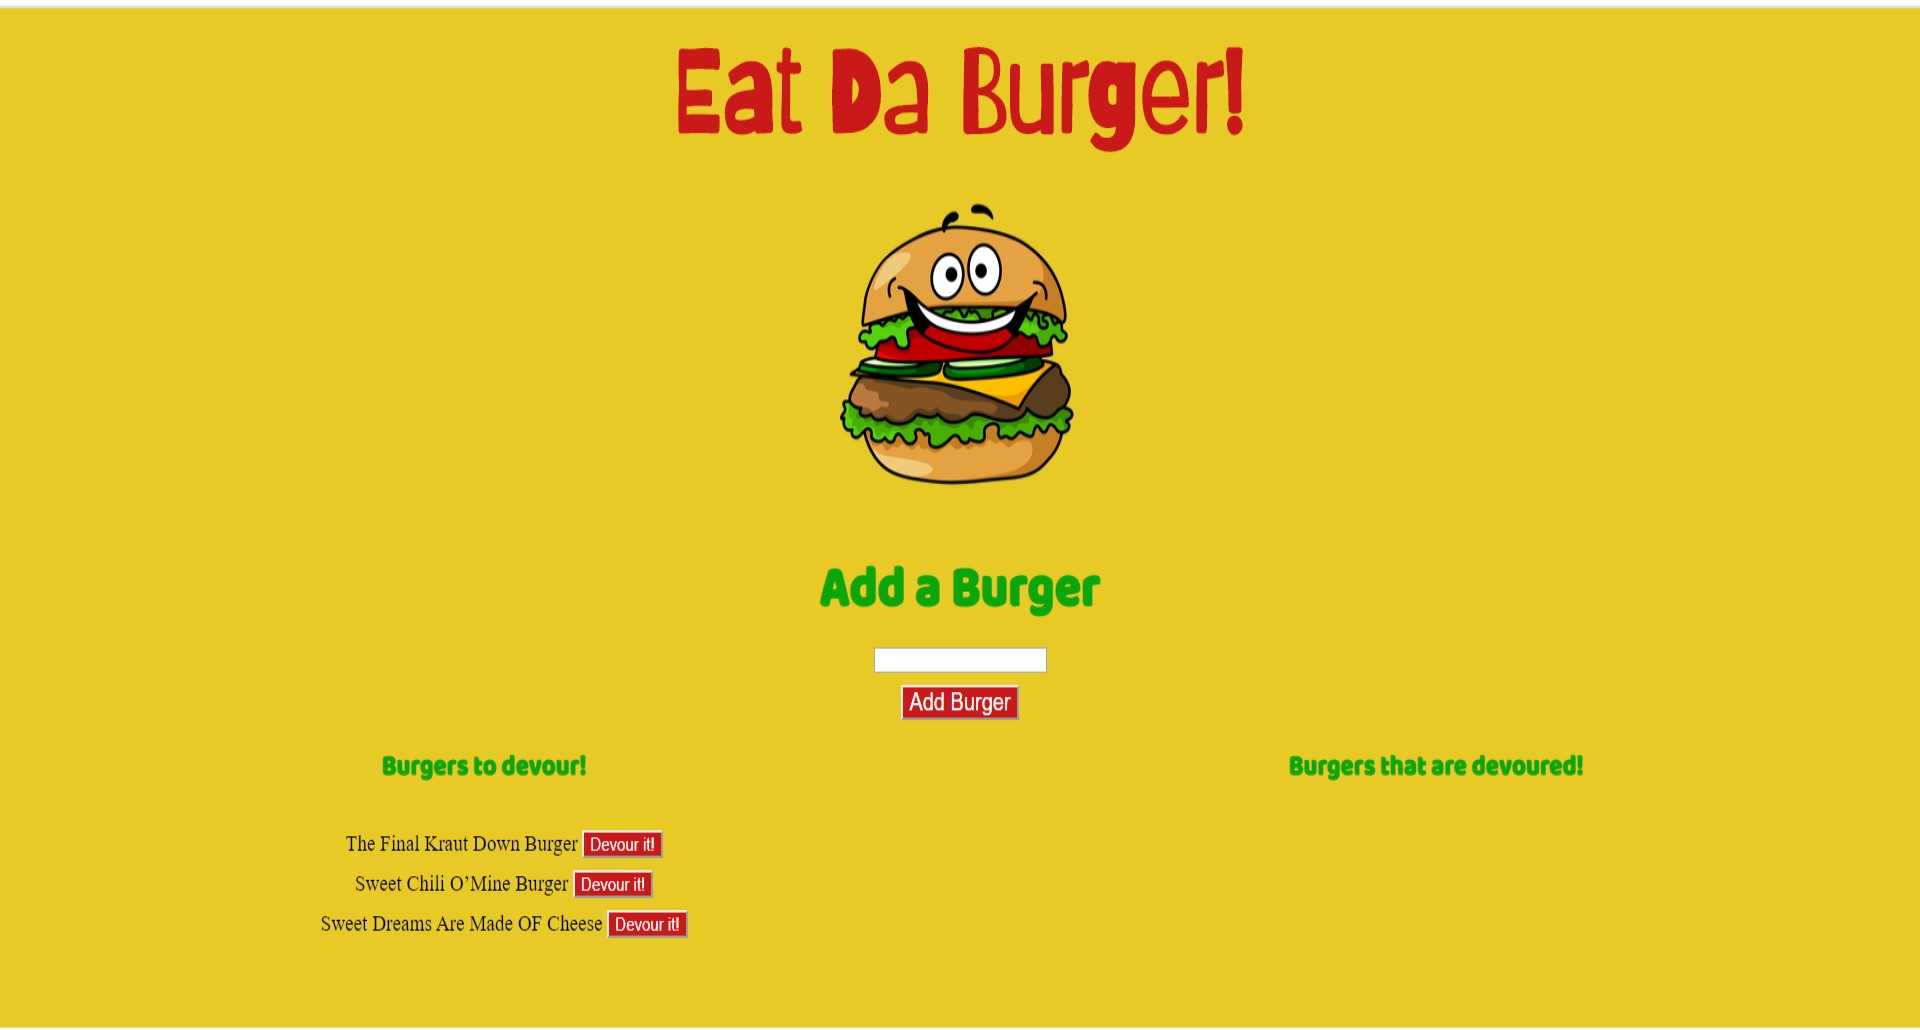 Eat Da Burger!
Add a Burger
Add Burger
Burgers to devour!
Burgers that are devoured!
The Final Kraut Down Burger Devour it!
Sweet Chili O’Mine Burger Devour it!
Sweet Dreams Are Made OF Cheese Devour it!